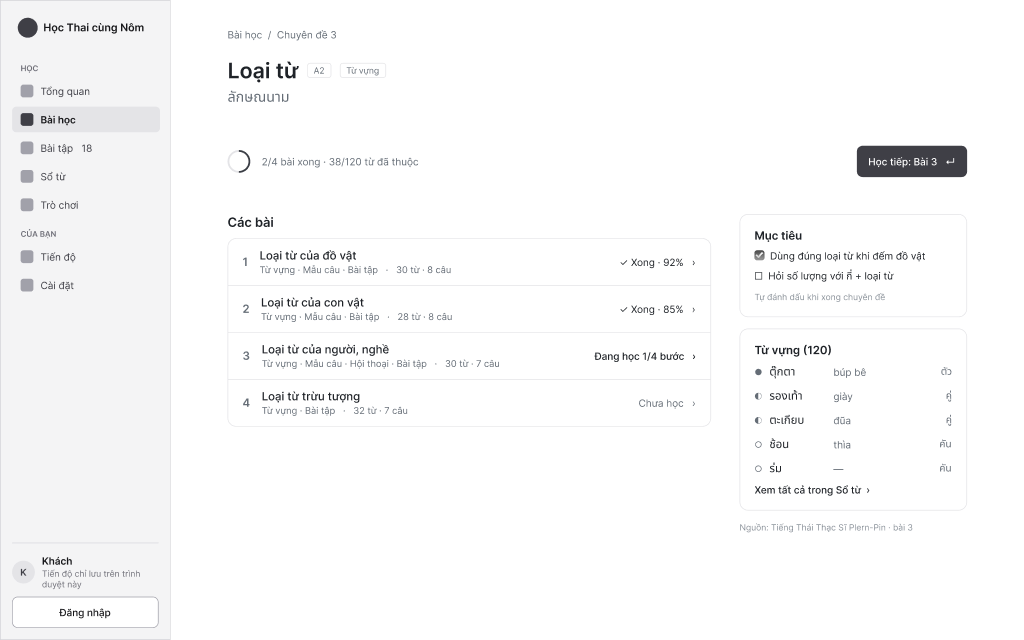 Học Thai cùng Nôm
HỌC
Tổng quan
Bài học
Bài tập 18
Sổ từ
Trò chơi
CỦA BẠN
Tiến độ
Cài đặt
K
Khách
Tiến độ chỉ lưu trên trình
duyệt này
Đăng nhập
Bài học / Chuyên đề 3
Loại từ A2 Từ vựng
ลักษณนาม
2/4 bài xong · 38/120 từ đã thuộc
Học tiếp: Bài 3 ↵
Các bài
1 Loại từ của đồ vật
Từ vựng · Mẫu câu · Bài tập · 30 từ · 8 câu
✓ Xong · 92% ›
2 Loại từ của con vật
Từ vựng · Mẫu câu · Bài tập · 28 từ · 8 câu
✓ Xong · 85% ›
3 Loại từ của người, nghề
Từ vựng · Mẫu câu · Hội thoại · Bài tập · 30 từ · 7 câu
Đang học 1/4 bước ›
4 Loại từ trừu tượng
Từ vựng · Bài tập · 32 từ · 7 câu
Chưa học ›
Mục tiêu
Dùng đúng loại từ khi đếm đồ vật
Hỏi số lượng với กี่ + loại từ
Tự đánh dấu khi xong chuyên đề
Từ vựng (120)
ตุ๊กตา búp bê ตัว
รองเท้า giày คู่
ตะเกียบ đũa คู่
ช้อน thìa คัน
ร่ม — คัน
Xem tất cả trong Sổ từ ›
Nguồn: Tiếng Thái Thạc Sĩ Plern-Pin · bài 3